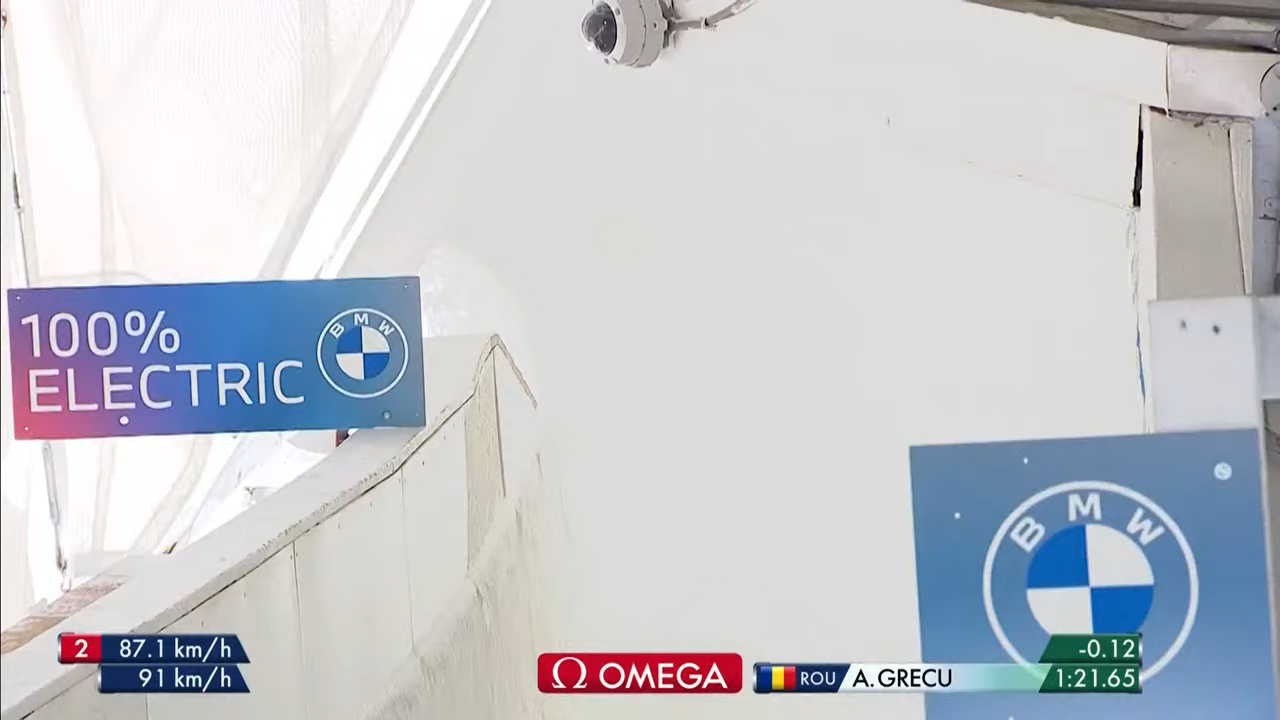 100%
ELECTRIC
BMW
BMW
2 87.1 km/h
91 km/h
Ω OMEGA
ROU A. GRECU
-0.12
1:21.65